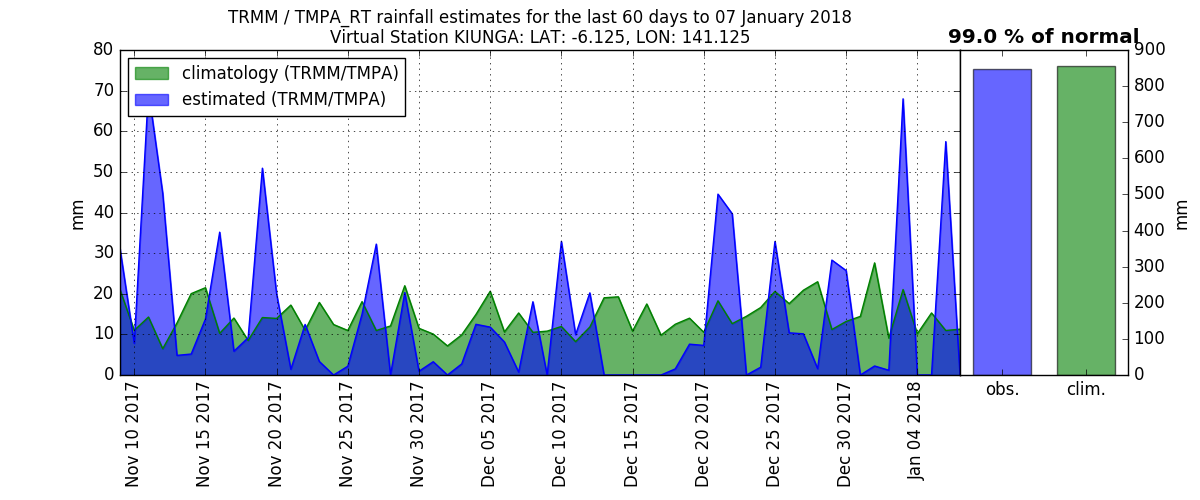 TRMM / TMPA_RT rainfall estimates for the last 60 days to 07 January 2018
Virtual Station KIUNGA: LAT: -6.125, LON: 141.125
99.0 % of normal
climatology (TRMM/TMPA)
estimated (TRMM/TMPA)
80
70
60
50
40
30
20
10
0
mm
Nov 10 2017
Nov 15 2017
Nov 20 2017
Nov 25 2017
Nov 30 2017
Dec 05 2017
Dec 10 2017
Dec 15 2017
Dec 20 2017
Dec 25 2017
Dec 30 2017
Jan 04 2018
obs.
clim.
900
800
700
600
500
400
300
200
100
0
mm